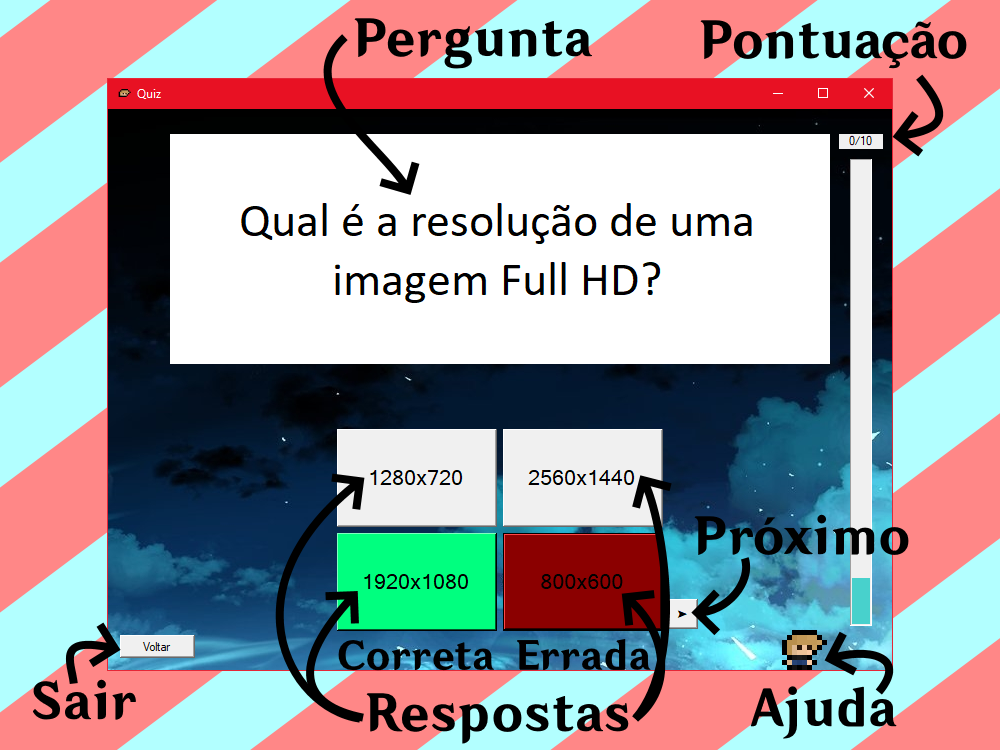 Pergunta
Pontuação
Quiz
0/10
Qual é a resolução de uma
imagem Full HD?
1280x720
2560x1440
Próximo
1920x1080
800x600
Voltar
Correta
Errada
Sair
Respostas
Ajuda